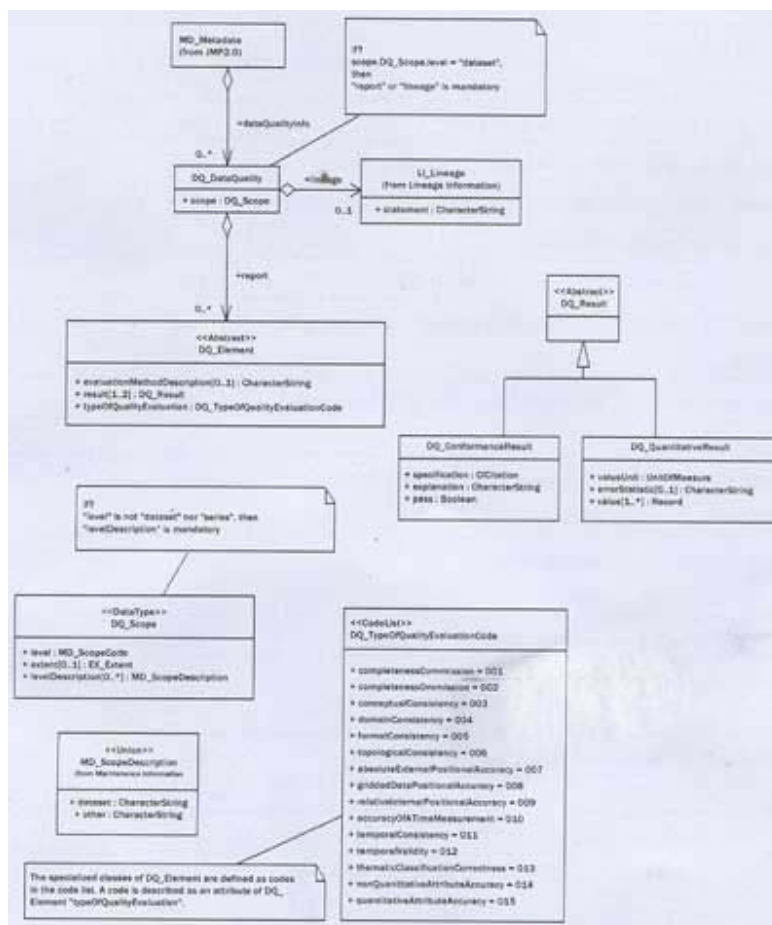 MD_Metadata
(from JMP2.0)
if?
scope.DQ_Scope.level = "dataset",
then
"report" or "lineage" is mandatory
+dataQualityInfo
0..*
DQ_DataQuality
+ scope : DQ_Scope
+lineage
0..1
LI_Lineage
(from Lineage Information)
+ statement : CharacterString
+report
0..*
<<Abstract>>
DQ_Element
+ evaluationMethodDescription[0..1] : CharacterString
+ result[1..2] : DQ_Result
+ typeOfQualityEvaluation : DQ_TypeOfQualityEvaluationCode
<<Abstract>>
DQ_Result
DQ_ConformanceResult
+ specification : CICitation
+ explanation : CharacterString
+ pass : Boolean
DQ_QuantitativeResult
+ valueUnit : UnitOfMeasure
+ errorStatistic[0..1] : CharacterString
+ value[1..*] : Record
if?
"level" is not "dataset" nor "series", then
"levelDescription" is mandatory
<<DataType>>
DQ_Scope
+ level : MD_ScopeCode
+ extent[0..1] : EX_Extent
+ levelDescription[0..*] : MD_ScopeDescription
<<CodeList>>
DQ_TypeOfQualityEvaluationCode
+ completenessCommission = 001
+ completenessOmmission = 002
+ conceptualConsistency = 003
+ domainConsistency = 004
+ formatConsistency = 005
+ topologicalConsistency = 006
+ absoluteExternalPositionalAccuracy = 007
+ griddedDataPositionalAccuracy = 008
+ relativeInternalPositionalAccuracy = 009
+ accuracyOfATimeMeasurement = 010
+ temporalConsistency = 011
+ temporalValidity = 012
+ thematicClassificationCorrectness = 013
+ nonQuantitativeAttributeAccuracy = 014
+ quantitativeAttributeAccuracy = 015
<<Union>>
MD_ScopeDescription
(from Maintenance Information
+ dataset : CharacterString
+ other : CharacterString
The specialized classes of DQ_Element are defined as codes
in the code list. A code is described as an attribute of DQ_
Element "typeOfQualityEvaluation".